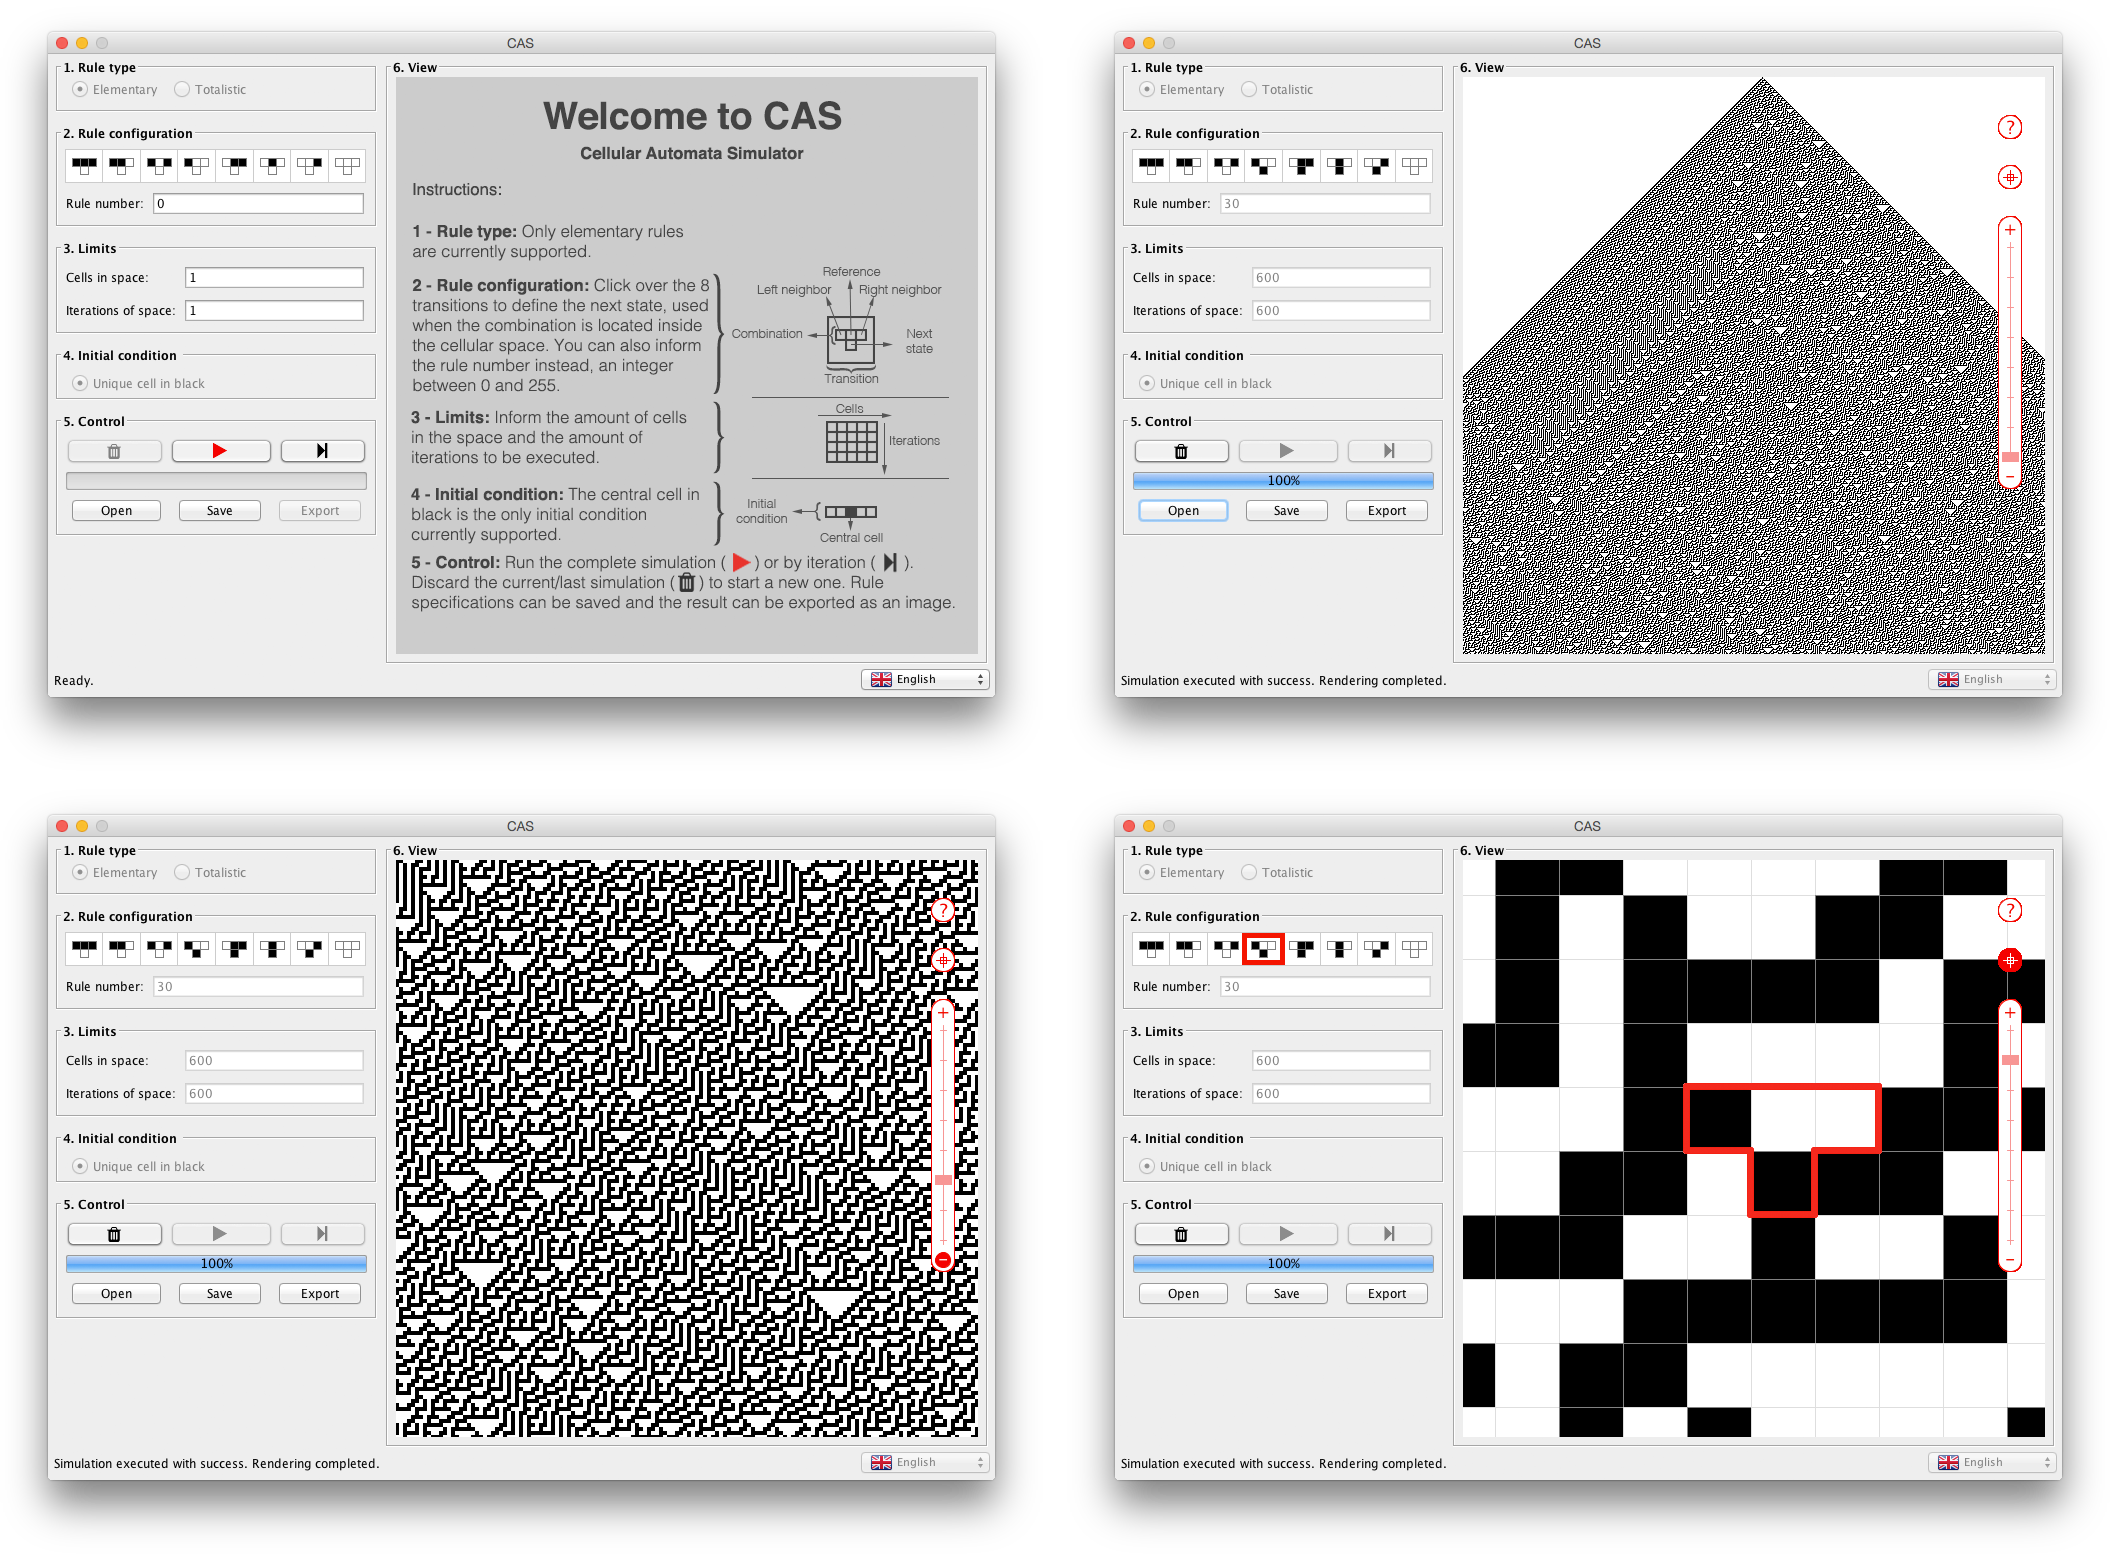 CAS
1. Rule type
Elementary
Totalistic
2. Rule configuration
Rule number: 0
3. Limits
Cells in space: 1
Iterations of space: 1
4. Initial condition
Unique cell in black
5. Control
Open
Save
Export
Ready.
6. View
Welcome to CAS
Cellular Automata Simulator
Instructions:
1 - Rule type: Only elementary rules
are currently supported.
2 - Rule configuration: Click over the 8
transitions to define the next state, used
when the combination is located inside
the cellular space. You can also inform
the rule number instead, an integer
between 0 and 255.
Reference
Left neighbor
Right neighbor
Combination
Next
state
Transition
3 - Limits: Inform the amount of cells
in the space and the amount of
iterations to be executed.
Cells
Iterations
4 - Initial condition: The central cell in
black is the only initial condition
currently supported.
Initial
condition
Central cell
5 - Control: Run the complete simulation ( ) or by iteration ( ).
Discard the current/last simulation ( ) to start a new one. Rule
specifications can be saved and the result can be exported as an image.
English
CAS
1. Rule type
Elementary
Totalistic
2. Rule configuration
Rule number: 30
3. Limits
Cells in space: 600
Iterations of space: 600
4. Initial condition
Unique cell in black
5. Control
100%
Open
Save
Export
6. View
?
+
−
Simulation executed with success. Rendering completed.
English
CAS
1. Rule type
Elementary
Totalistic
2. Rule configuration
Rule number: 30
3. Limits
Cells in space: 600
Iterations of space: 600
4. Initial condition
Unique cell in black
5. Control
100%
Open
Save
Export
6. View
?
+
−
Simulation executed with success. Rendering completed.
English
CAS
1. Rule type
Elementary
Totalistic
2. Rule configuration
Rule number: 30
3. Limits
Cells in space: 600
Iterations of space: 600
4. Initial condition
Unique cell in black
5. Control
100%
Open
Save
Export
6. View
?
+
−
Simulation executed with success. Rendering completed.
English